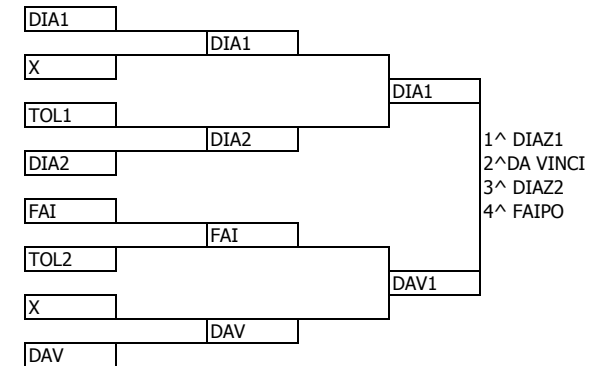 DIA1
DIA1
X
DIA1
TOL1
DIA2
DIA2
FAI
FAI
TOL2
DAV1
X
DAV
DAV
1^ DIAZ1
2^DA VINCI
3^ DIAZ2
4^ FAIPO